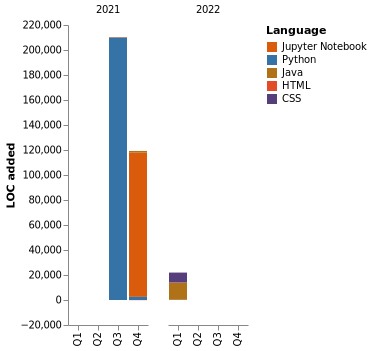 2021
2022
220,000
200,000
180,000
160,000
140,000
120,000
100,000
80,000
60,000
40,000
20,000
0
−20,000
LOC added
Q1
Q2
Q3
Q4
Q1
Q2
Q3
Q4
Language
Jupyter Notebook
Python
Java
HTML
CSS